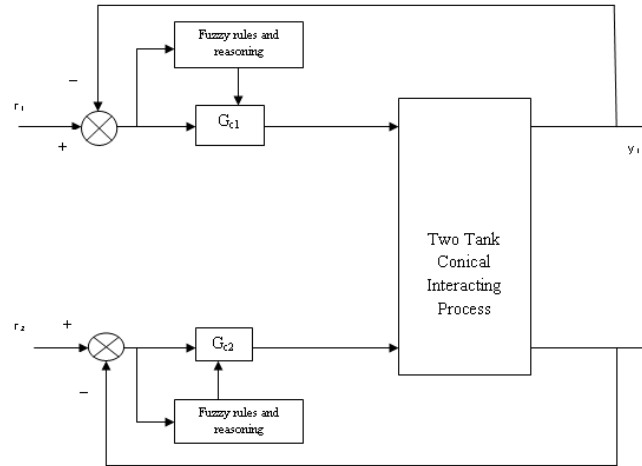 Fuzzy rules and
reasoning
−
r₁
+
Gc1
y₁
Two Tank
Conical
Interacting
Process
r₂
+
Gc2
−
Fuzzy rules and
reasoning